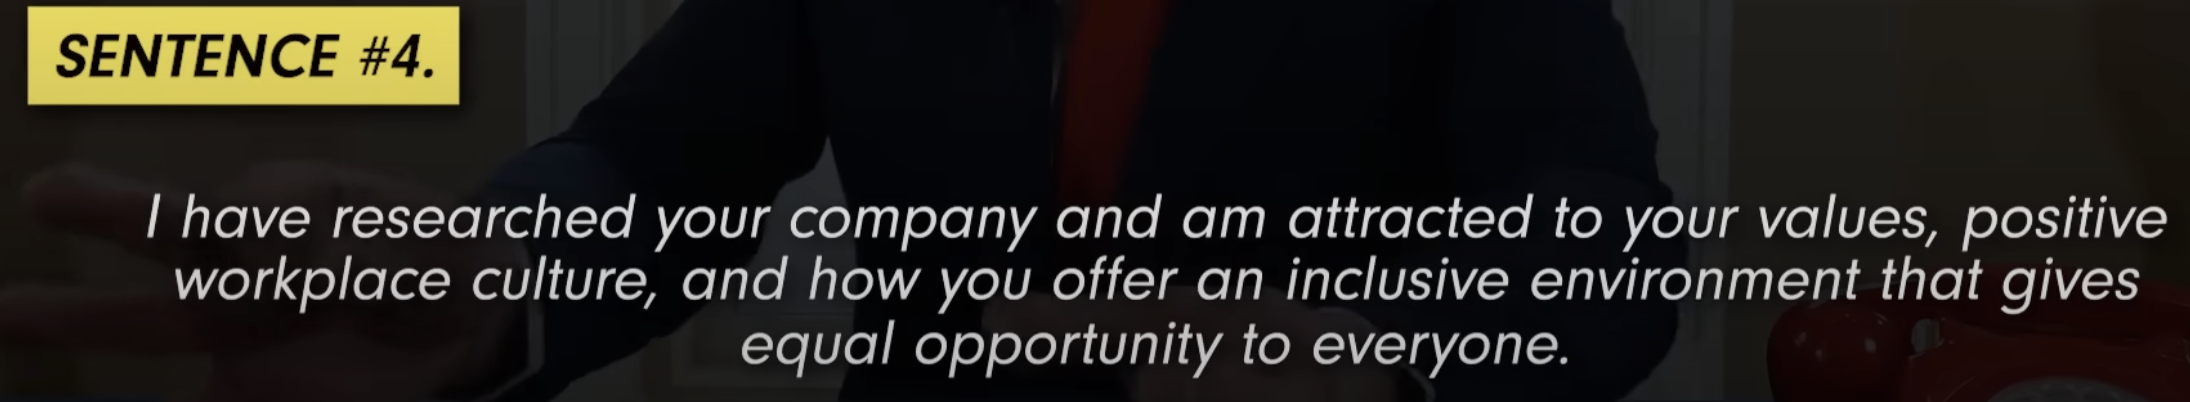 SENTENCE #4.
I have researched your company and am attracted to your values, positive
workplace culture, and how you offer an inclusive environment that gives
equal opportunity to everyone.